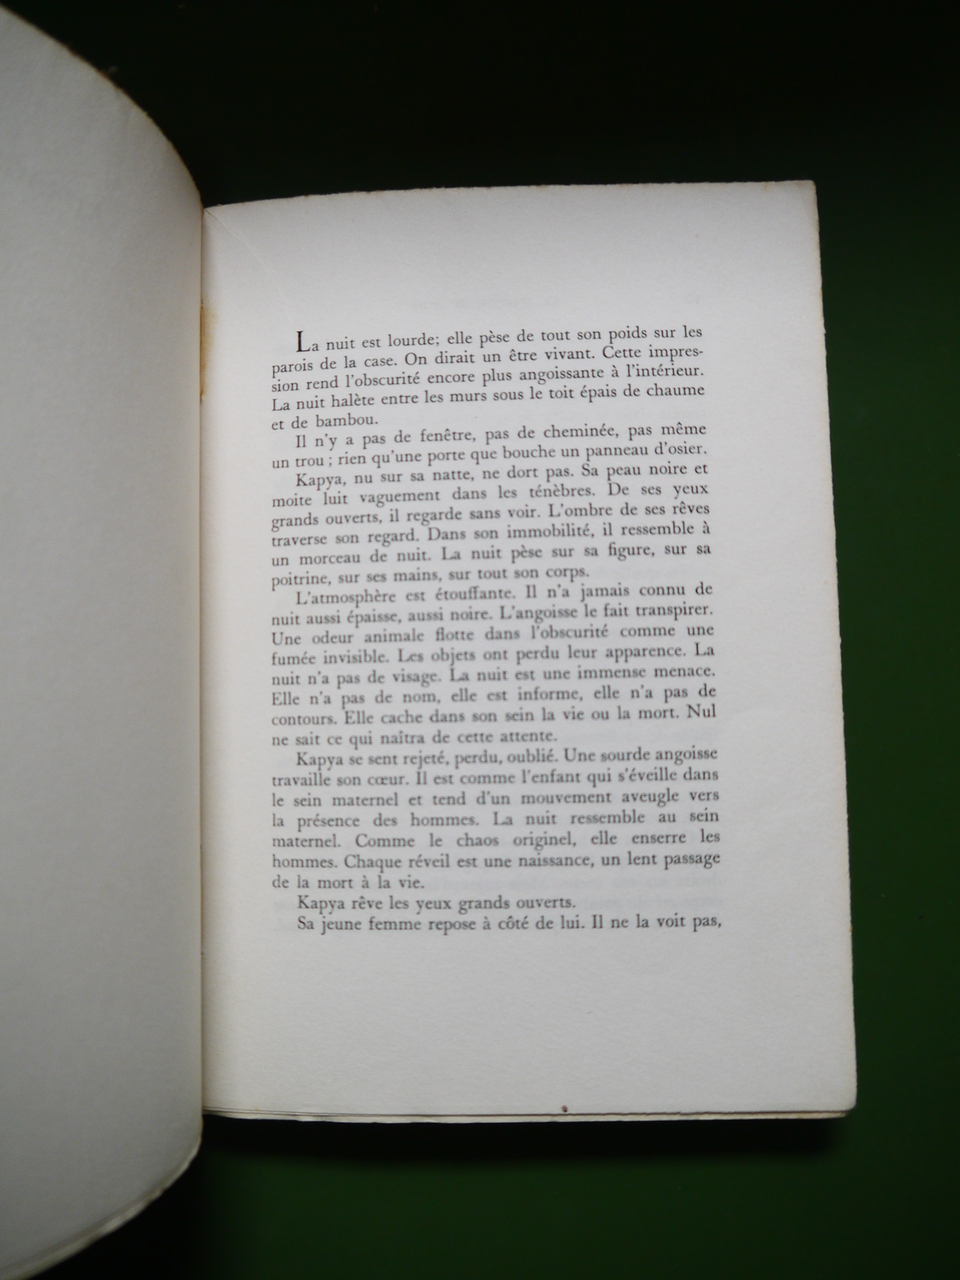 La nuit est lourde; elle pèse de tout son poids sur les
parois de la case. On dirait un être vivant. Cette impres-
sion rend l'obscurité encore plus angoissante à l'intérieur.
La nuit halète entre les murs sous le toit épais de chaume
et de bambou.
Il n'y a pas de fenêtre, pas de cheminée, pas même
un trou ; rien qu'une porte que bouche un panneau d'osier.
Kapya, nu sur sa natte, ne dort pas. Sa peau noire et
moite luit vaguement dans les ténèbres. De ses yeux
grands ouverts, il regarde sans voir. L'ombre de ses rêves
traverse son regard. Dans son immobilité, il ressemble à
un morceau de nuit. La nuit pèse sur sa figure, sur sa
poitrine, sur ses mains, sur tout son corps.
L'atmosphère est étouffante. Il n'a jamais connu de
nuit aussi épaisse, aussi noire. L'angoisse le fait transpirer.
Une odeur animale flotte dans l'obscurité comme une
fumée invisible. Les objets ont perdu leur apparence. La
nuit n'a pas de visage. La nuit est une immense menace.
Elle n'a pas de nom, elle est informe, elle n'a pas de
contours. Elle cache dans son sein la vie ou la mort. Nul
ne sait ce qui naîtra de cette attente.
Kapya se sent rejeté, perdu, oublié. Une sourde angoisse
travaille son cœur. Il est comme l'enfant qui s'éveille dans
le sein maternel et tend d'un mouvement aveugle vers
la présence des hommes. La nuit ressemble au sein
maternel. Comme le chaos originel, elle enserre les
hommes. Chaque réveil est une naissance, un lent passage
de la mort à la vie.
Kapya rêve les yeux grands ouverts.
Sa jeune femme repose à côté de lui. Il ne la voit pas,